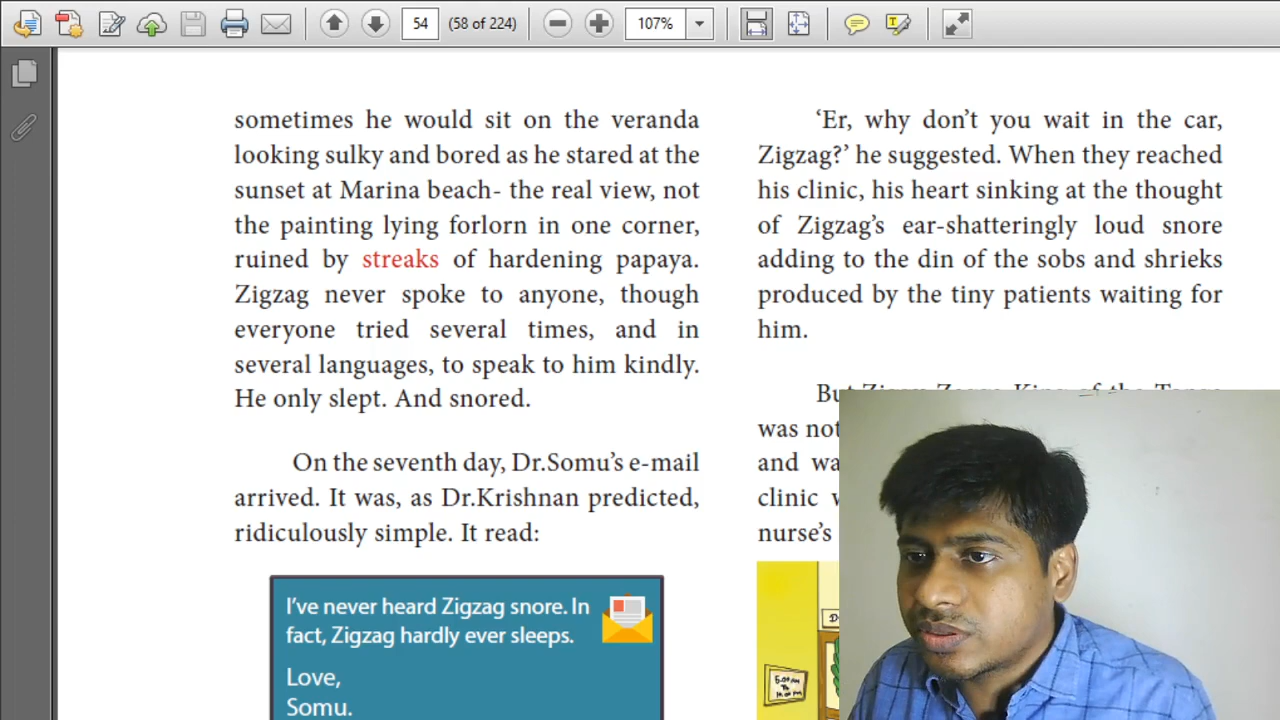 54
(58 of 224)
107%
sometimes he would sit on the veranda
looking sulky and bored as he stared at the
sunset at Marina beach- the real view, not
the painting lying forlorn in one corner,
ruined by streaks of hardening papaya.
Zigzag never spoke to anyone, though
everyone tried several times, and in
several languages, to speak to him kindly.
He only slept. And snored.
On the seventh day, Dr.Somu’s e-mail
arrived. It was, as Dr.Krishnan predicted,
ridiculously simple. It read:
I’ve never heard Zigzag snore. In
fact, Zigzag hardly ever sleeps.
Love,
Somu.
‘Er, why don’t you wait in the car,
Zigzag?’ he suggested. When they reached
his clinic, his heart sinking at the thought
of Zigzag’s ear-shatteringly loud snore
adding to the din of the sobs and shrieks
produced by the tiny patients waiting for
him.
But
was not
and wa
clinic
nurse’s